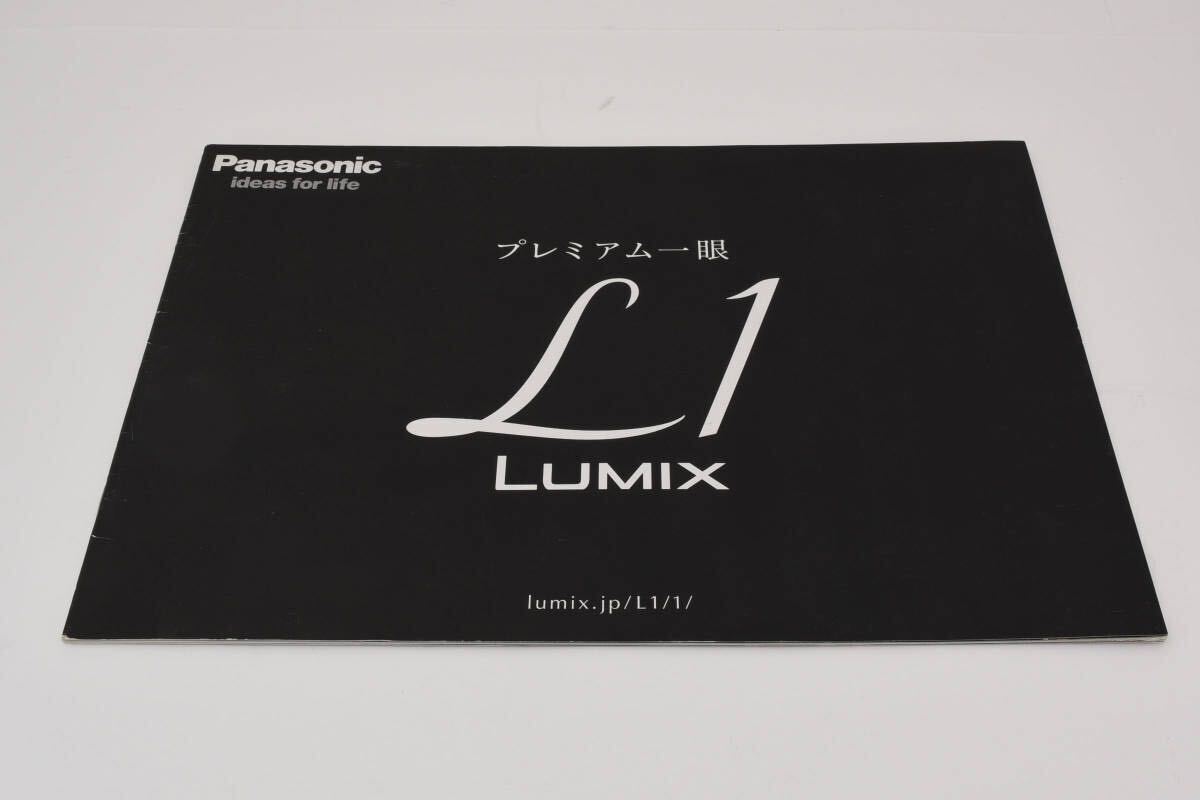 Panasonic
ideas for life
プレミアム一眼
L1
LUMIX
lumix.jp/L1/1/